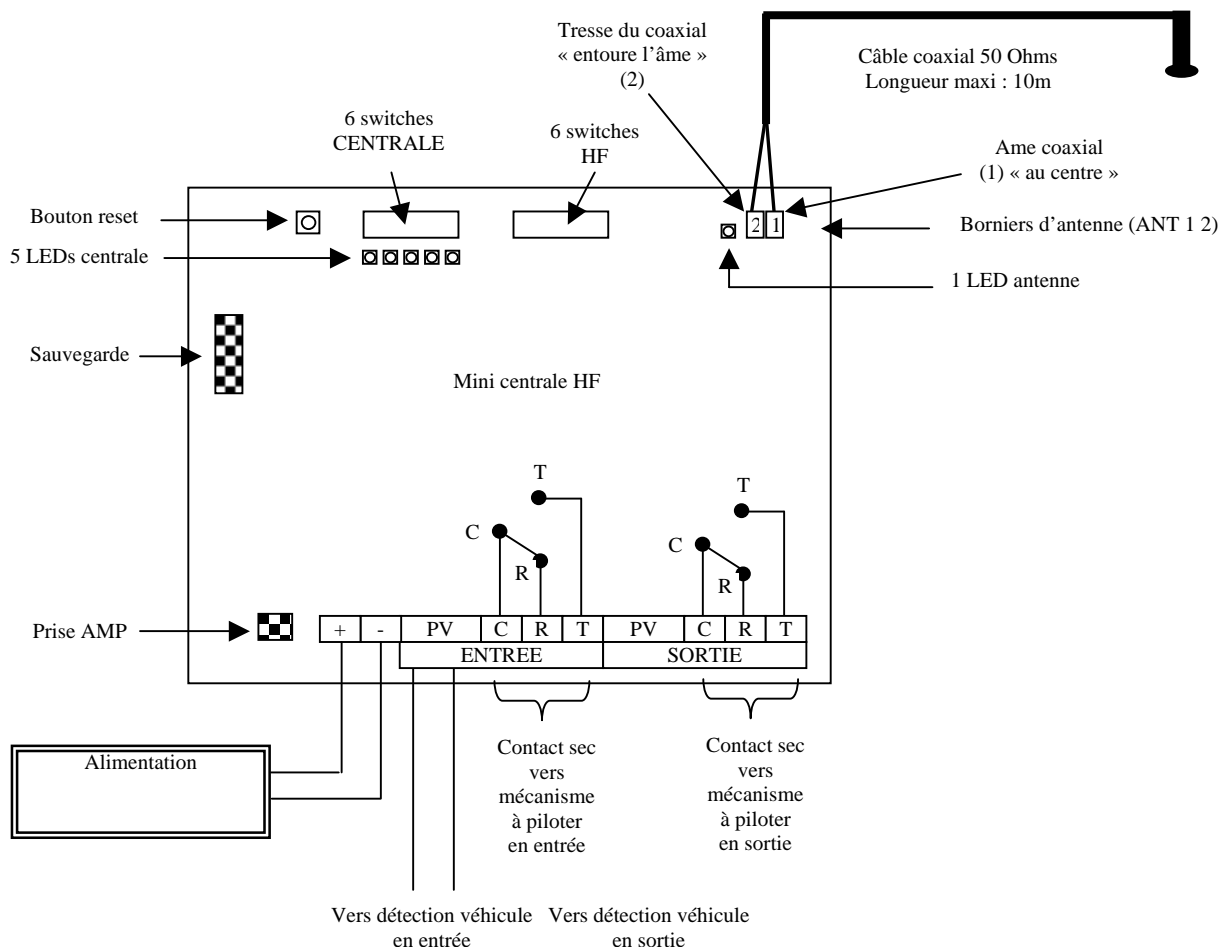 Tresse du coaxial
« entoure l’âme »
(2)
Câble coaxial 50 Ohms
Longueur maxi : 10m
6 switches
CENTRALE
6 switches
HF
Ame coaxial
(1) « au centre »
Bouton reset
2 1
Borniers d’antenne (ANT 1 2)
5 LEDs centrale
1 LED antenne
Sauvegarde
Mini centrale HF
T
T
C
C
R
R
Prise AMP
+ - PV C R T PV C R T
ENTREE SORTIE
Alimentation
Contact sec
vers
mécanisme
à piloter
en entrée
Contact sec
vers
mécanisme
à piloter
en sortie
Vers détection véhicule
en entrée
Vers détection véhicule
en sortie